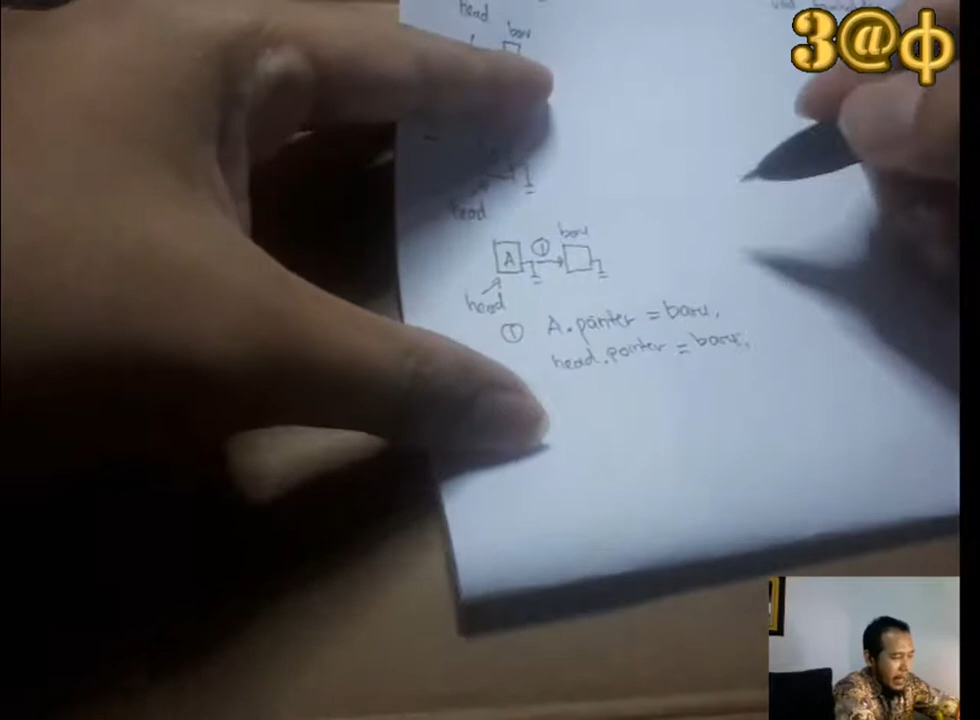 3@φ
head
baru
head
baru
A
①
head
① A.pointer = baru;
head.pointer = baru;